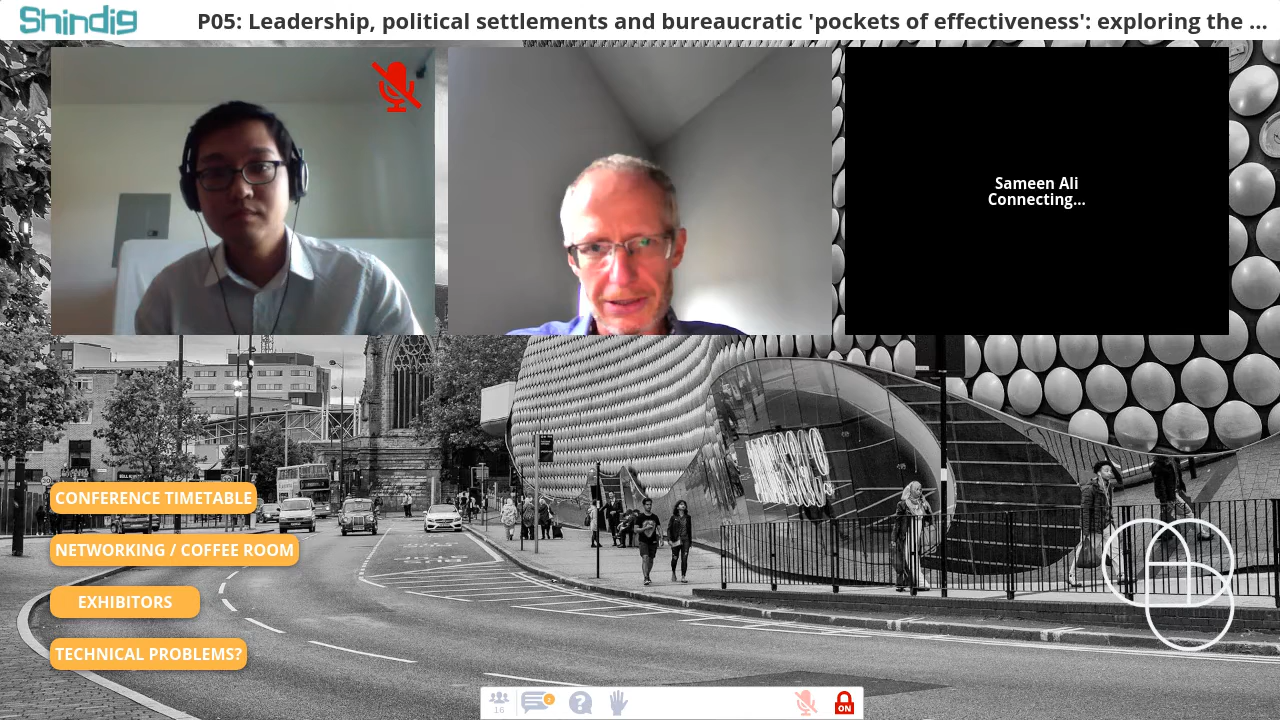 Shindig
P05: Leadership, political settlements and bureaucratic 'pockets of effectiveness': exploring the ...
Sameen Ali
Connecting...
CONFERENCE TIMETABLE
NETWORKING / COFFEE ROOM
EXHIBITORS
TECHNICAL PROBLEMS?
16
ON